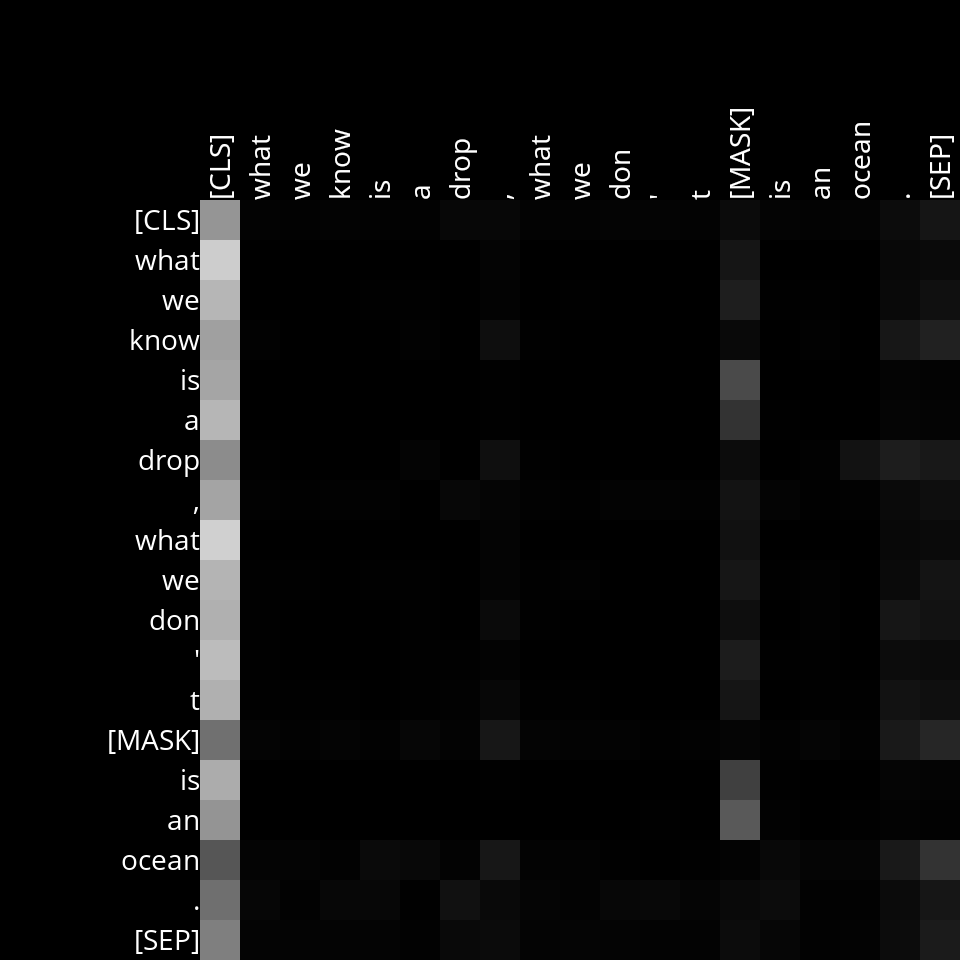 [CLS] what we know is a drop , what we don ' t [MASK] is an ocean . [SEP]
[CLS]
what
we
know
is
a
drop
,
what
we
don
'
t
[MASK]
is
an
ocean
.
[SEP]